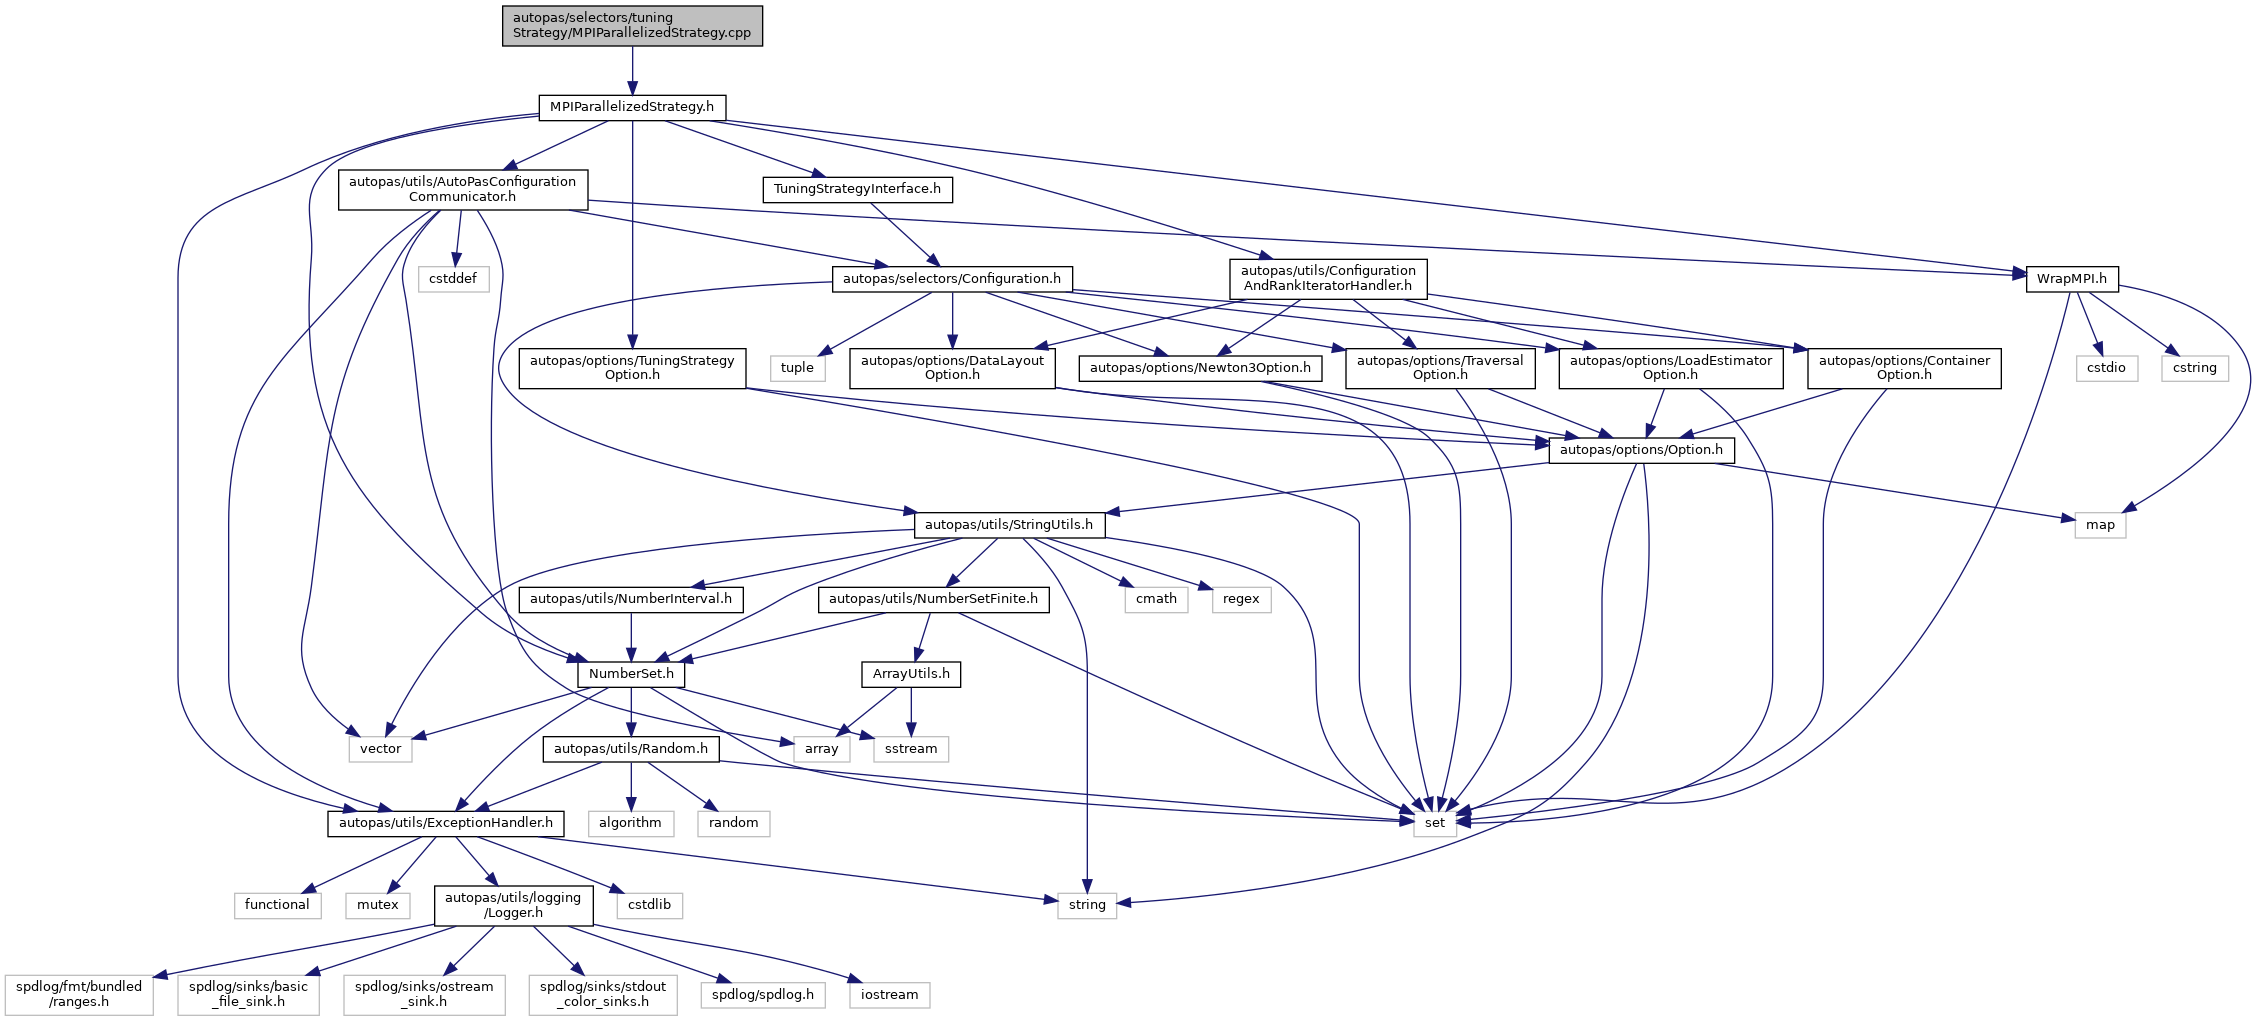 autopas/selectors/tuning
Strategy/MPIParallelizedStrategy.cpp
MPIParallelizedStrategy.h
autopas/utils/AutoPasConfiguration
Communicator.h
TuningStrategyInterface.h
cstddef
autopas/selectors/Configuration.h
autopas/utils/Configuration
AndRankIteratorHandler.h
WrapMPI.h
autopas/options/TuningStrategy
Option.h
tuple
autopas/options/DataLayout
Option.h
autopas/options/Newton3Option.h
autopas/options/Traversal
Option.h
autopas/options/LoadEstimator
Option.h
autopas/options/Container
Option.h
cstdio
cstring
autopas/options/Option.h
autopas/utils/StringUtils.h
map
autopas/utils/NumberInterval.h
autopas/utils/NumberSetFinite.h
cmath
regex
NumberSet.h
ArrayUtils.h
vector
autopas/utils/Random.h
array
sstream
autopas/utils/ExceptionHandler.h
algorithm
random
set
functional
mutex
autopas/utils/logging
/Logger.h
cstdlib
string
spdlog/fmt/bundled
/ranges.h
spdlog/sinks/basic
_file_sink.h
spdlog/sinks/ostream
_sink.h
spdlog/sinks/stdout
_color_sinks.h
spdlog/spdlog.h
iostream